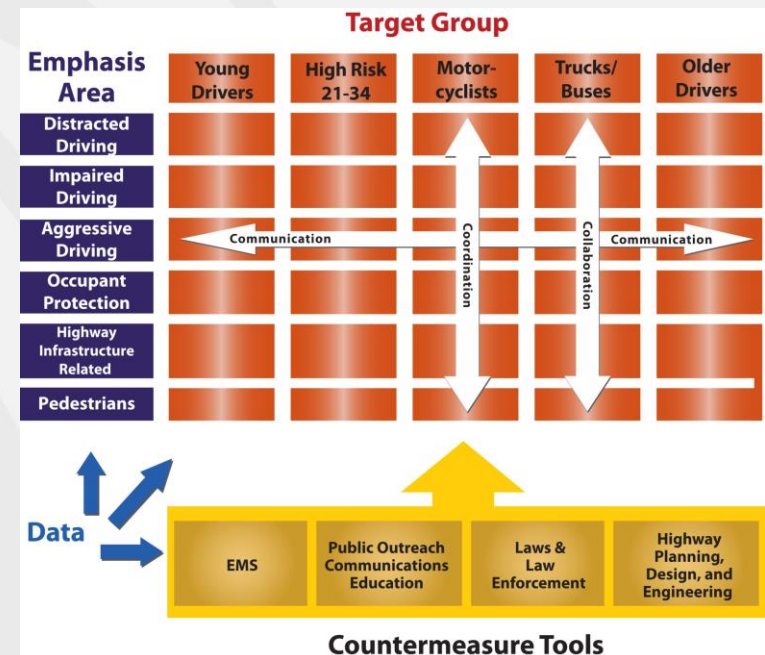 Target Group
Emphasis
Area
Young
Drivers
High Risk
21-34
Motor-
cyclists
Trucks/
Buses
Older
Drivers
Distracted
Driving
Impaired
Driving
Aggressive
Driving
Communication
Coordination
Collaboration
Communication
Occupant
Protection
Highway
Infrastructure
Related
Pedestrians
Data
EMS
Public Outreach
Communications
Education
Laws &
Law
Enforcement
Highway
Planning,
Design, and
Engineering
Countermeasure Tools